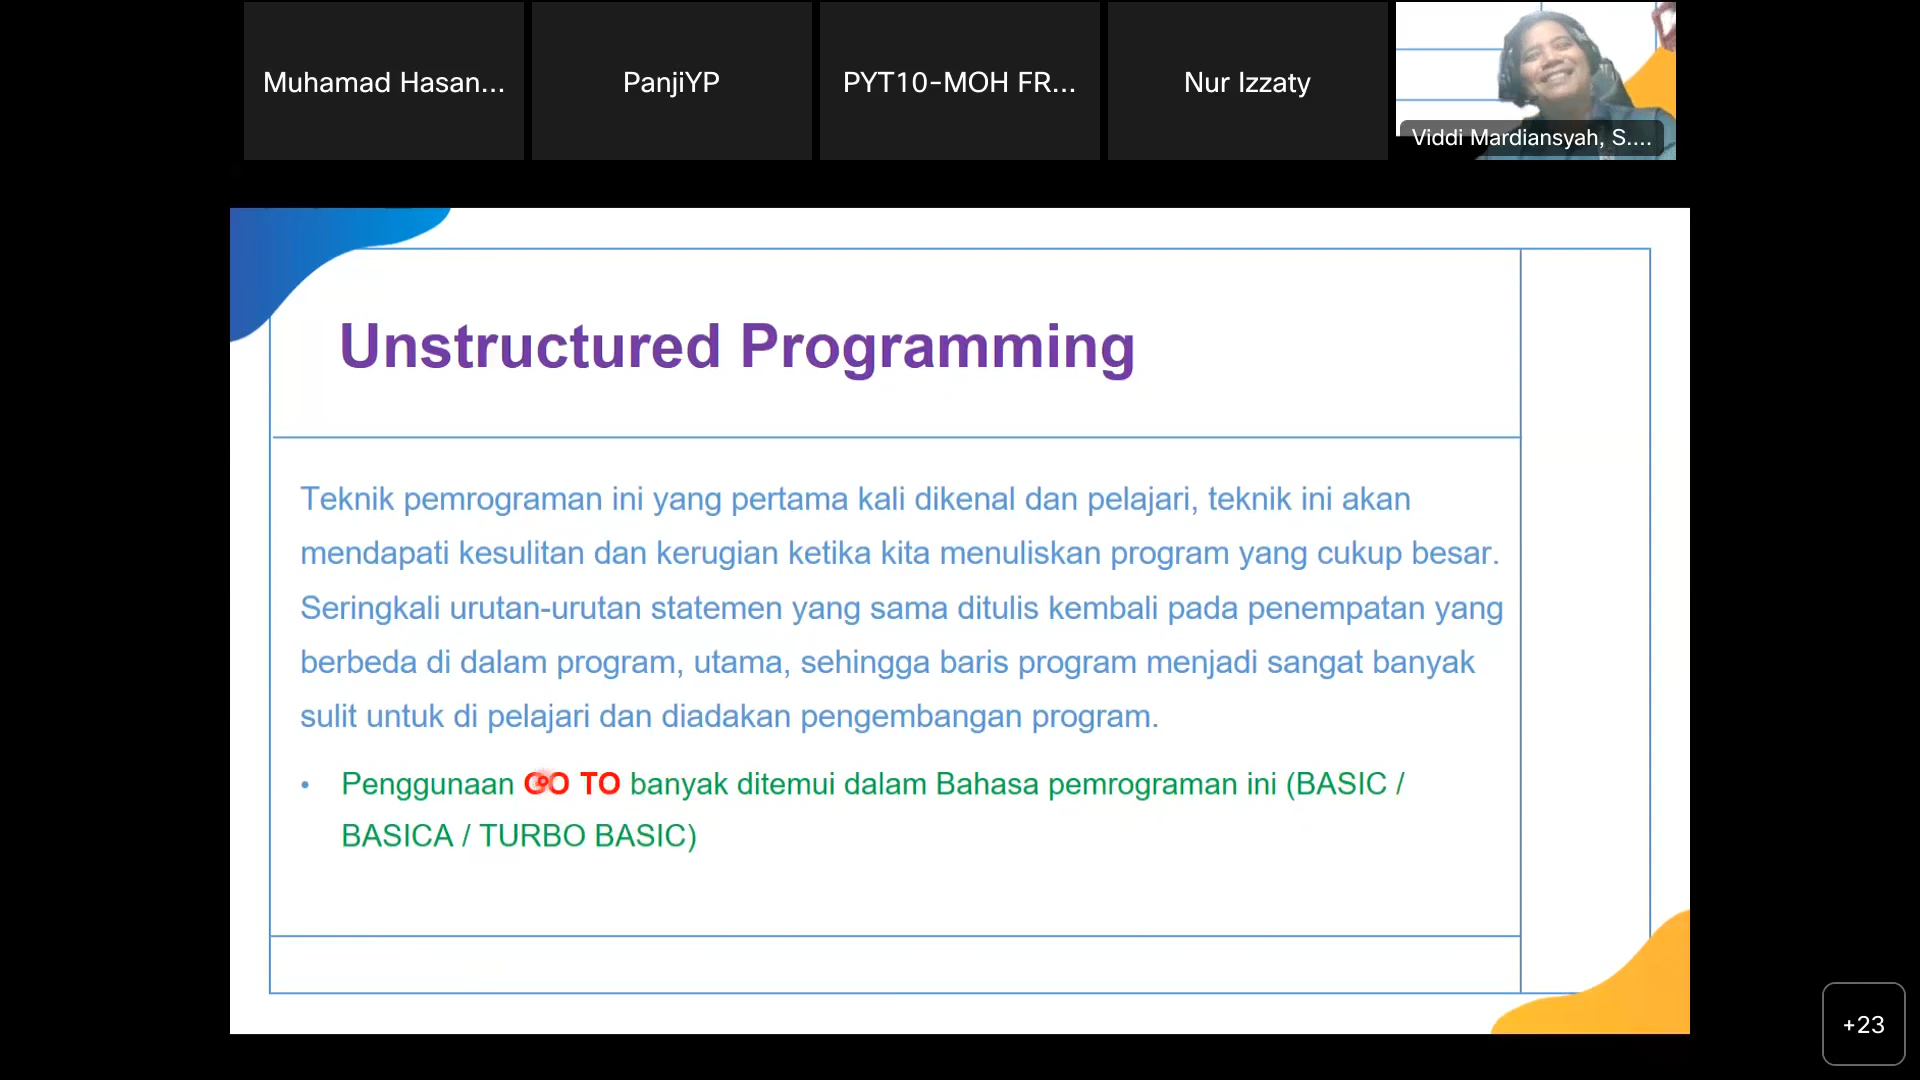 Muhamad Hasan...
PanjiYP
PYT10-MOH FR...
Nur Izzaty
Viddi Mardiansyah, S....
Unstructured Programming
Teknik pemrograman ini yang pertama kali dikenal dan pelajari, teknik ini akan
mendapati kesulitan dan kerugian ketika kita menuliskan program yang cukup besar.
Seringkali urutan-urutan statemen yang sama ditulis kembali pada penempatan yang
berbeda di dalam program, utama, sehingga baris program menjadi sangat banyak
sulit untuk di pelajari dan diadakan pengembangan program.
• Penggunaan GO TO banyak ditemui dalam Bahasa pemrograman ini (BASIC /
BASICA / TURBO BASIC)
+23